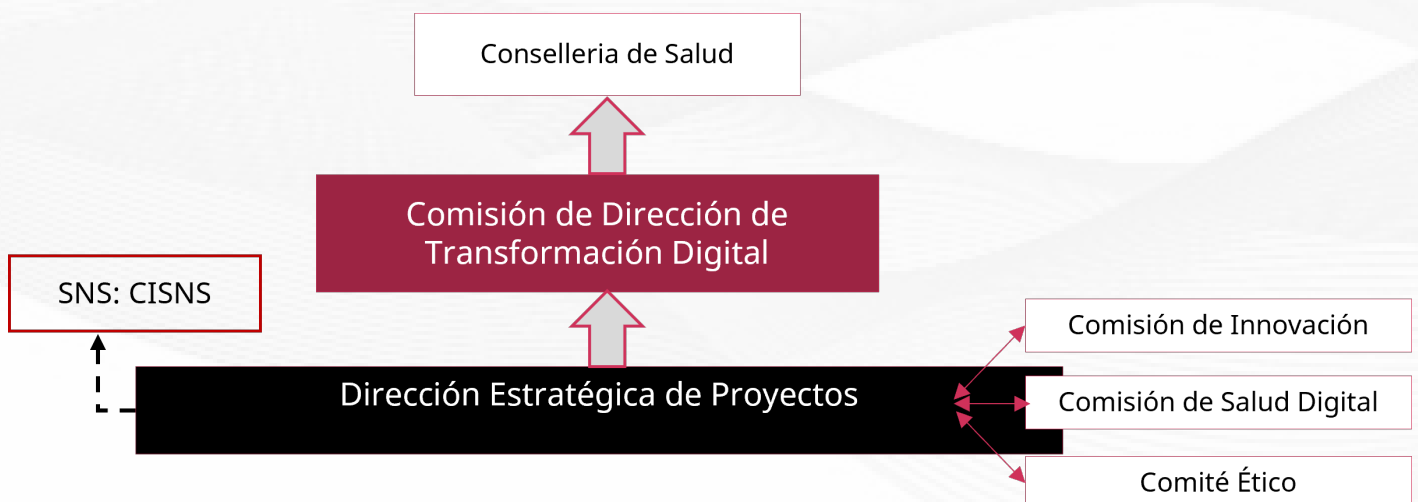 Conselleria de Salud
Comisión de Dirección de
Transformación Digital
SNS: CISNS
Dirección Estratégica de Proyectos
Comisión de Innovación
Comisión de Salud Digital
Comité Ético